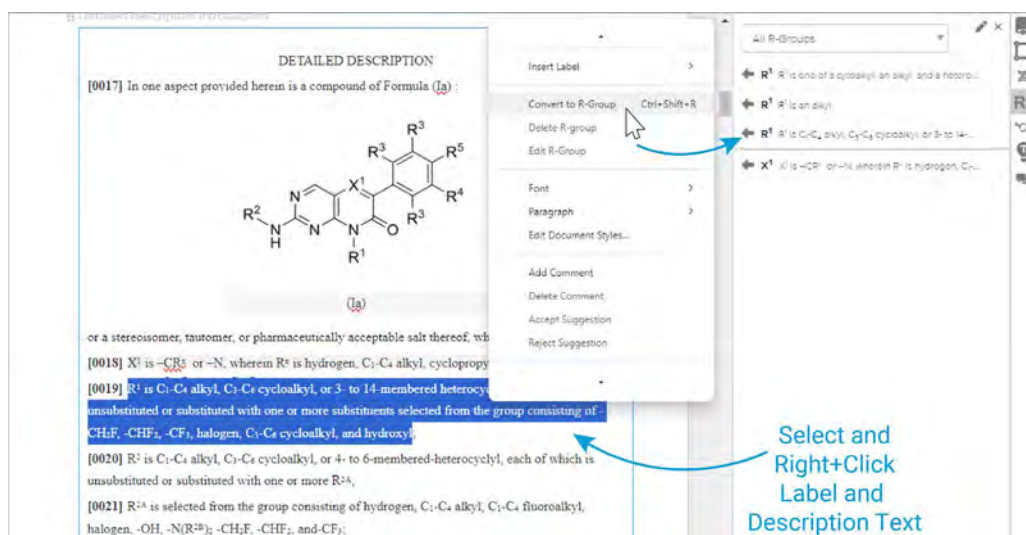 DETAILED DESCRIPTION
[0017] In one aspect provided herein is a compound of Formula (Ia) :
R³
R³
R⁵
X¹
N
R⁴
R²
R³
N
H
N
N
O
R¹
(Ia)
or a stereoisomer, tautomer, or pharmaceutically acceptable salt thereof, wh
[0018] X¹ is –CRˣ or –N, wherein Rˣ is hydrogen, C₁-C₄ alkyl, cyclopropy
[0019] R¹ is C₁-C₄ alkyl, C₃-C₆ cycloalkyl, or 3- to 14-membered heterocyc
unsubstituted or substituted with one or more substituents selected from the group consisting of -
CH₂F, -CHF₂, -CF₃, halogen, C₃-C₆ cycloalkyl, and hydroxyl;
[0020] R² is C₁-C₄ alkyl, C₃-C₆ cycloalkyl, or 4- to 6-membered-heterocyclyl, each of which is
unsubstituted or substituted with one or more R²ᴬ,
[0021] R²ᴬ is selected from the group consisting of hydrogen, C₁-C₄ alkyl, C₁-C₄ fluoroalkyl,
halogen, -OH, -N(R²ᴮ)₂ -CH₂F, -CHF₂, and-CF₃;
Insert Label
Convert to R-Group Ctrl+Shift+R
Delete R-group
Edit R-Group
Font
Paragraph
Edit Document Styles...
Add Comment
Delete Comment
Accept Suggestion
Reject Suggestion
All R-Groups
R¹ R¹ is one of a cycloalkyl, an alkyl, and a hetero...
R¹ R¹ is an alkyl
R¹ R¹ is C₁-C₄ alkyl, C₃-C₆ cycloalkyl, or 3- to 14-...
X¹ X¹ is –CRˣ or –N, wherein Rˣ is hydrogen, C₁-...
Select and
Right+Click
Label and
Description Text